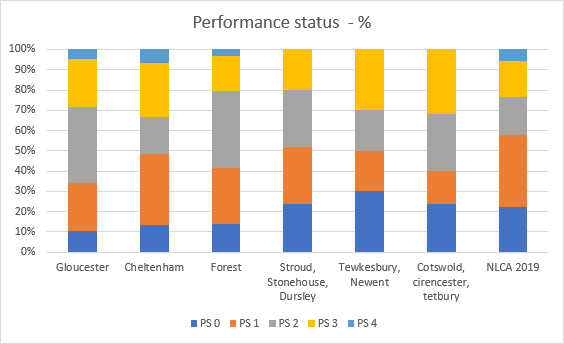 Performance status - %
100%
90%
80%
70%
60%
50%
40%
30%
20%
10%
0%
Gloucester
Cheltenham
Forest
Stroud,
Stonehouse,
Dursley
Tewkesbury,
Newent
Cotswold,
cirencester,
tetbury
NLCA 2019
PS 0 PS 1 PS 2 PS 3 PS 4